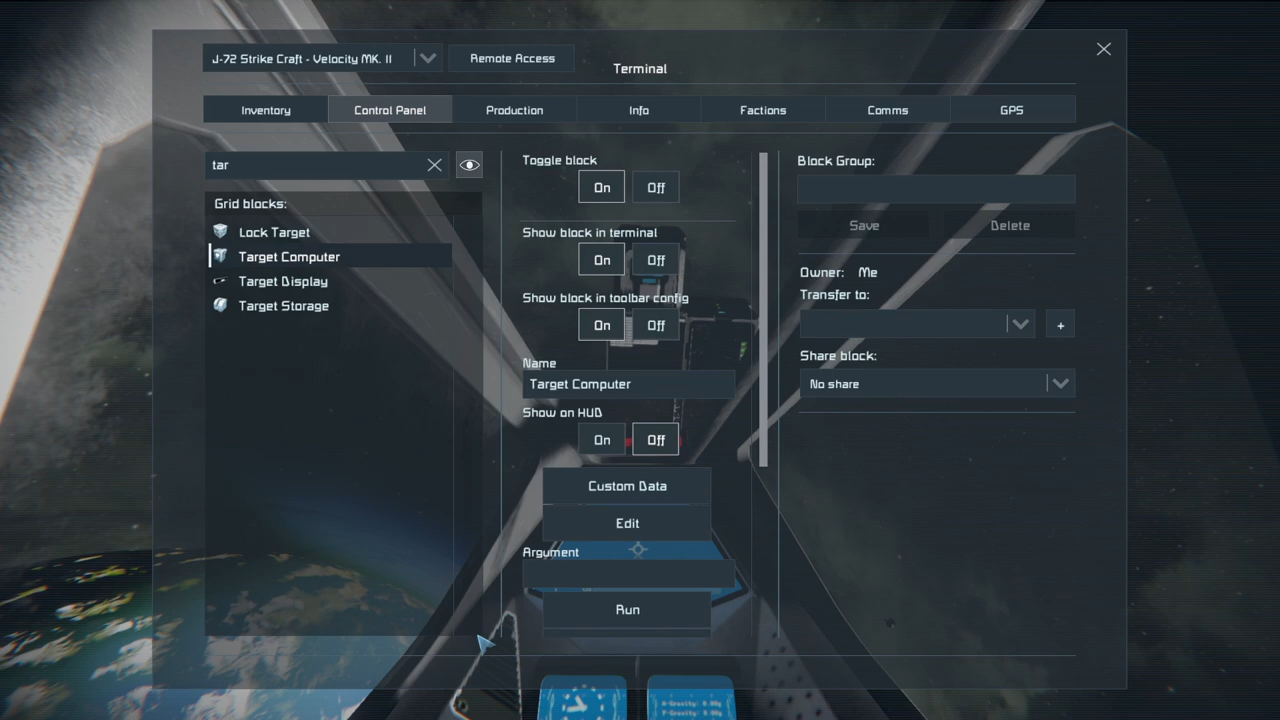 J-72 Strike Craft - Velocity MK. II
Remote Access
Terminal
Inventory
Control Panel
Production
Info
Factions
Comms
GPS
tar
Grid blocks:
Lock Target
Target Computer
Target Display
Target Storage
Toggle block
On Off
Show block in terminal
On Off
Show block in toolbar config
On Off
Name
Target Computer
Show on HUD
On Off
Custom Data
Edit
Argument
Run
Block Group:
Save Delete
Owner: Me
Transfer to:
+
Share block:
No share